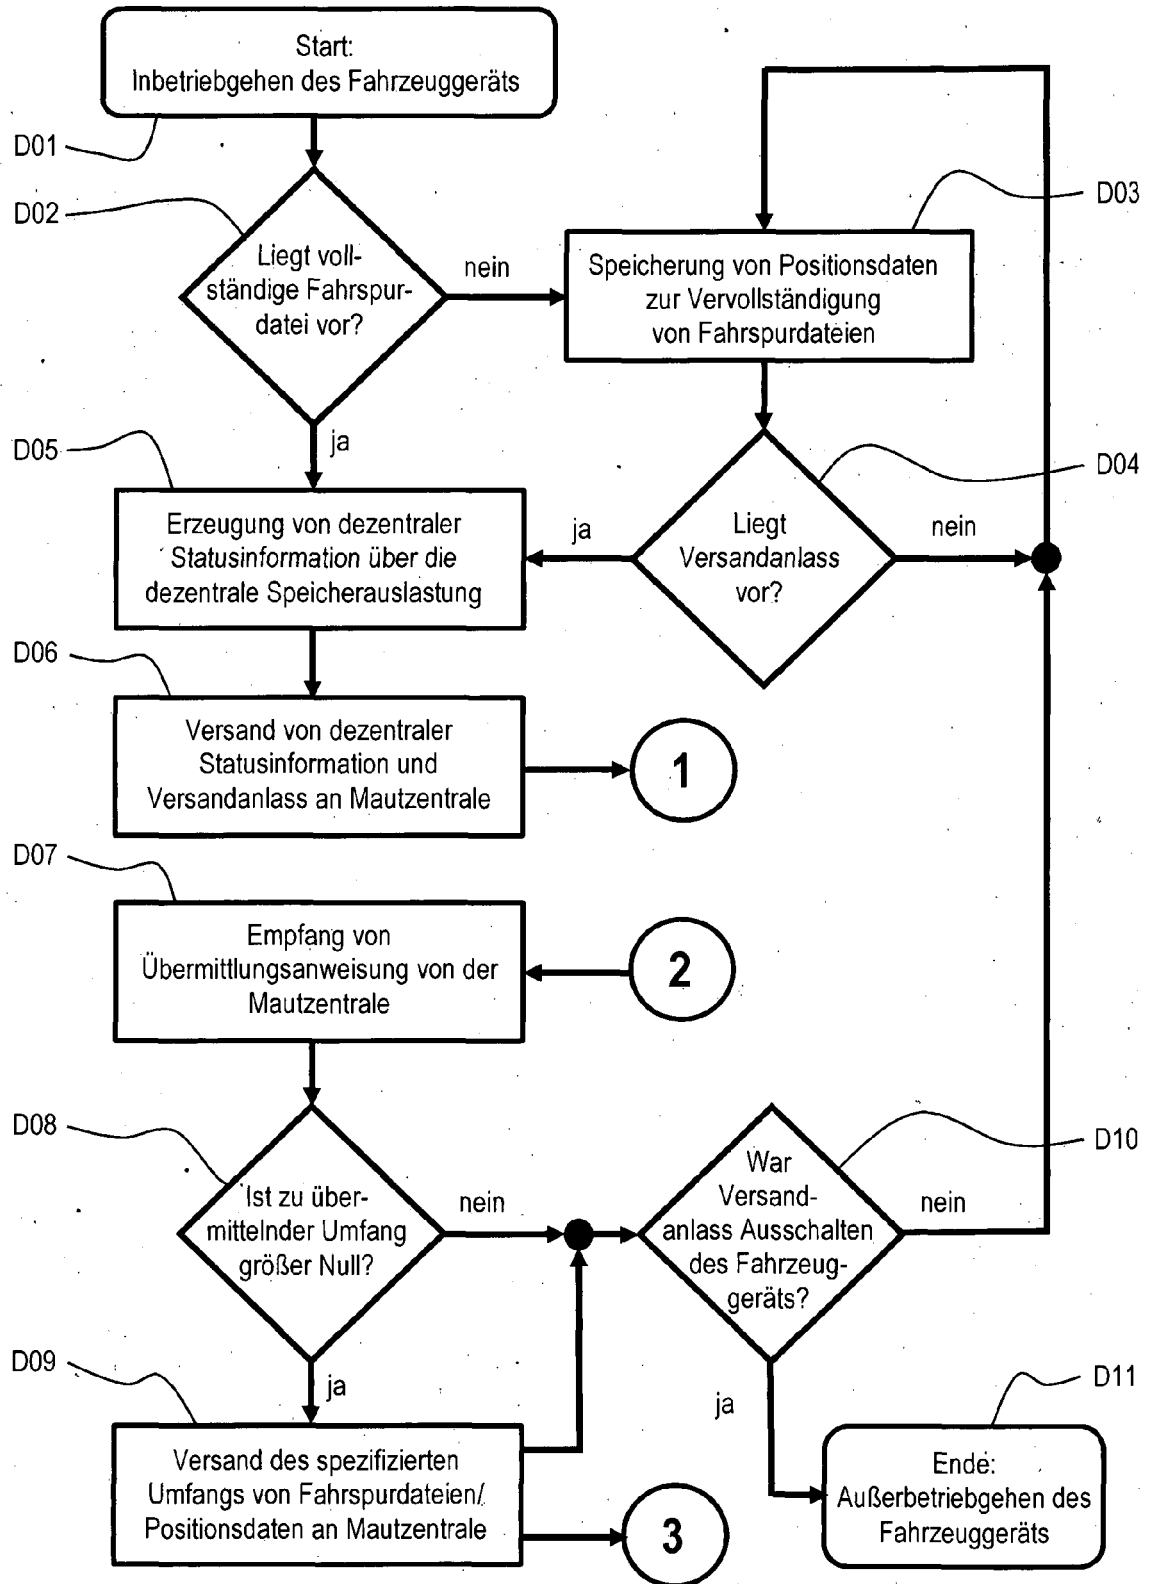 Start:
Inbetriebgehen des Fahrzeuggeräts
D01
D02
Liegt voll-
ständige Fahrspur-
datei vor?
nein
ja
D03
Speicherung von Positionsdaten
zur Vervollständigung
von Fahrspurdateien
D04
Liegt
Versandanlass
vor?
ja
nein
D05
Erzeugung von dezentraler
Statusinformation über die
dezentrale Speicherauslastung
D06
Versand von dezentraler
Statusinformation und
Versandanlass an Mautzentrale
1
D07
Empfang von
Übermittlungsanweisung von der
Mautzentrale
2
D08
Ist zu über-
mittelnder Umfang
größer Null?
nein
ja
D10
War
Versand-
anlass Ausschalten
des Fahrzeug-
geräts?
nein
ja
D09
Versand des spezifizierten
Umfangs von Fahrspurdateien/
Positionsdaten an Mautzentrale
3
D11
Ende:
Außerbetriebgehen des
Fahrzeuggeräts